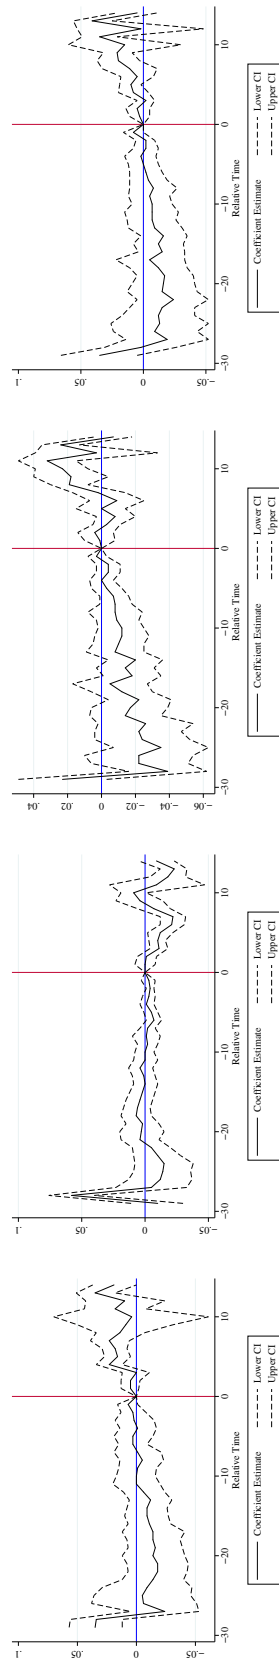 10
0
−10
−20
−30
Relative Time
.1
.05
0
−.05
Coefficient Estimate
Lower CI
Upper CI
10
0
−10
−20
−30
Relative Time
.04
.02
0
−.02
−.04
−.06
Coefficient Estimate
Lower CI
Upper CI
10
0
−10
−20
−30
Relative Time
.1
.05
0
−.05
Coefficient Estimate
Lower CI
Upper CI
10
0
−10
−20
−30
Relative Time
.1
.05
0
−.05
Coefficient Estimate
Lower CI
Upper CI